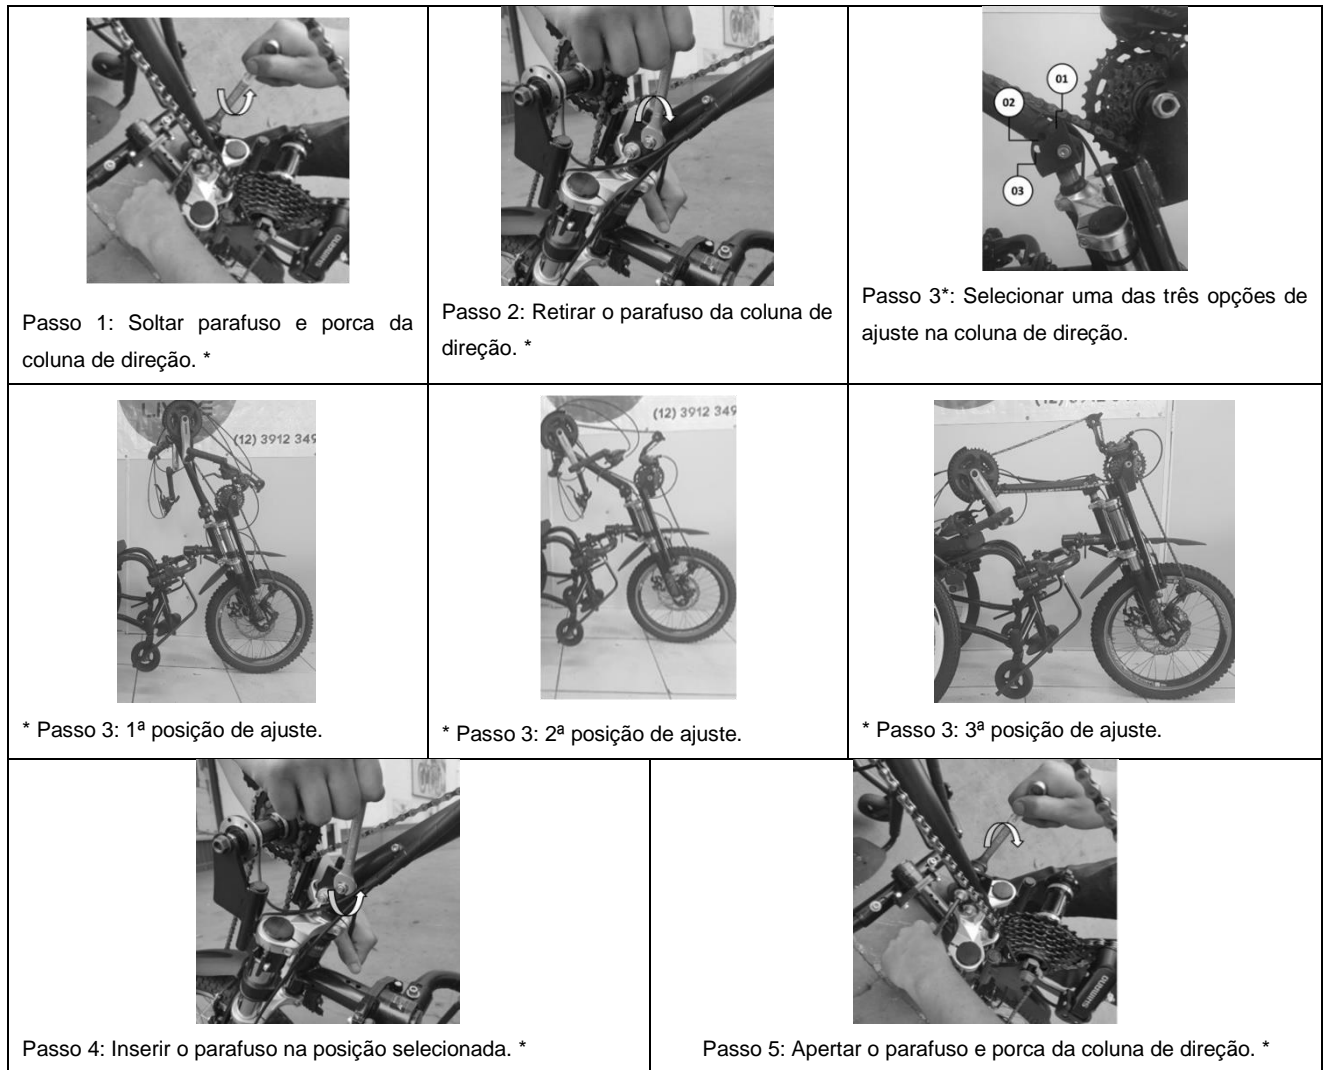 01
02
03
Passo 1: Soltar parafuso e porca da
coluna de direção. *
Passo 2: Retirar o parafuso da coluna de
direção. *
Passo 3*: Selecionar uma das três opções de
ajuste na coluna de direção.
(12) 3912 349
(12) 3912 349
* Passo 3: 1ª posição de ajuste.
* Passo 3: 2ª posição de ajuste.
* Passo 3: 3ª posição de ajuste.
SHIMANO
Passo 4: Inserir o parafuso na posição selecionada. *
Passo 5: Apertar o parafuso e porca da coluna de direção. *